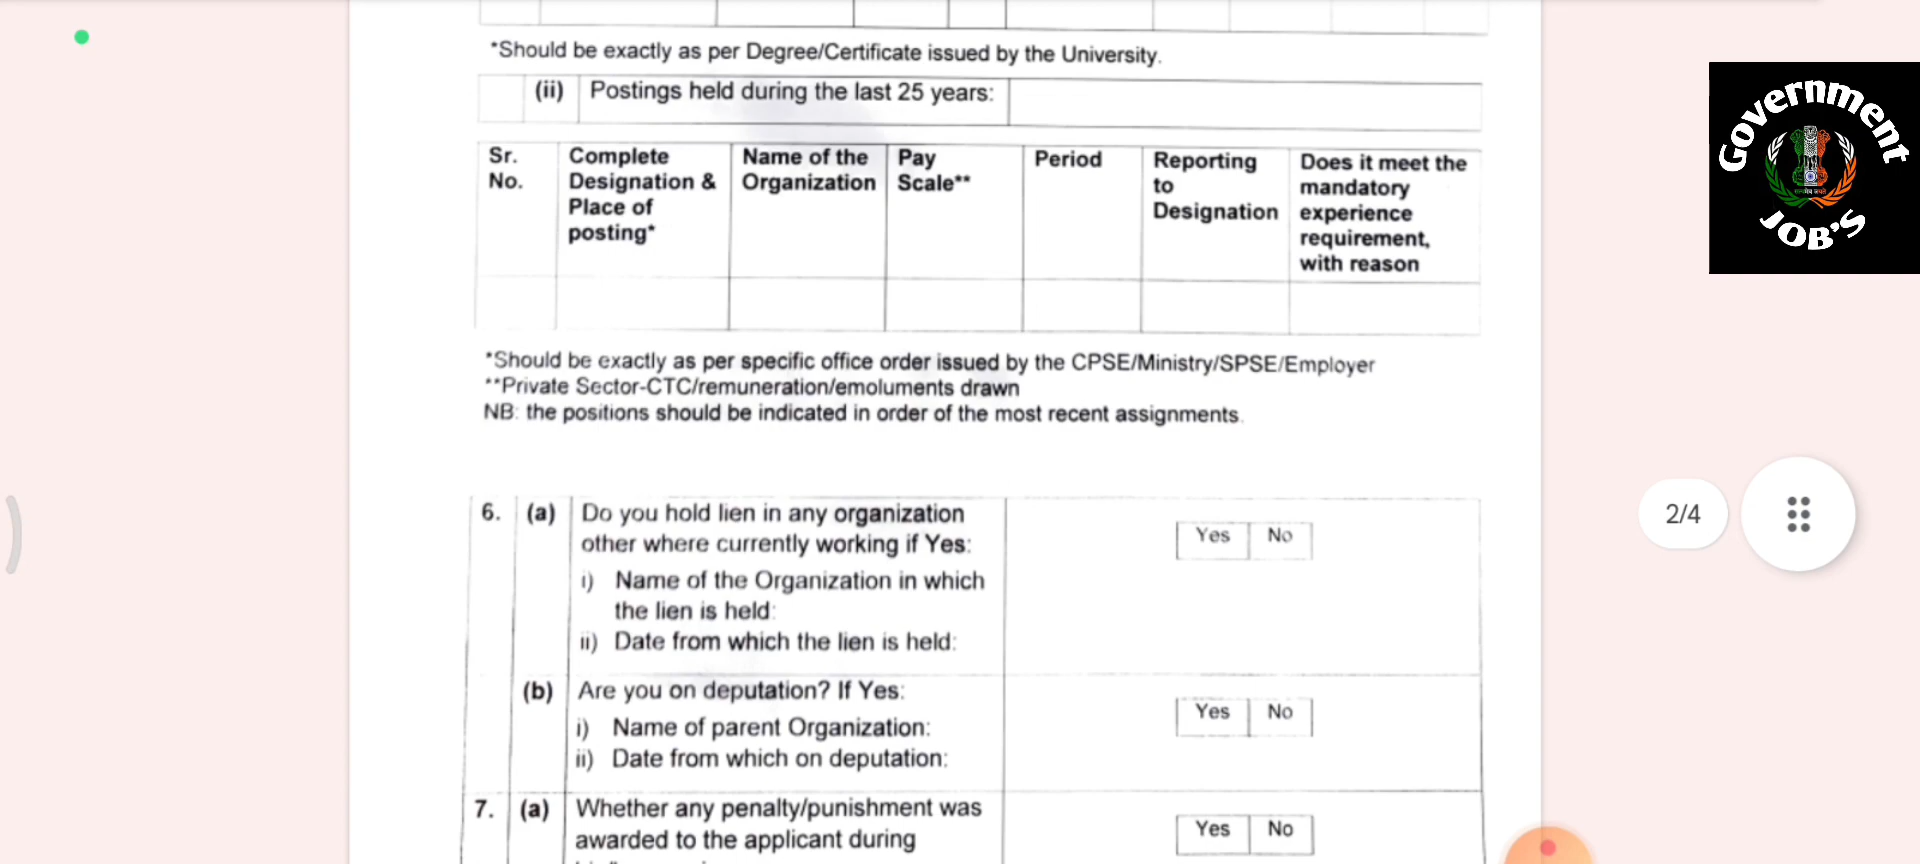 *Should be exactly as per Degree/Certificate issued by the University.
(ii) Postings held during the last 25 years:
Sr. No.
Complete Designation & Place of posting*
Name of the Organization
Pay Scale**
Period
Reporting to Designation
Does it meet the mandatory experience requirement, with reason
*Should be exactly as per specific office order issued by the CPSE/Ministry/SPSE/Employer
**Private Sector-CTC/remuneration/emoluments drawn
NB: the positions should be indicated in order of the most recent assignments.
6. (a) Do you hold lien in any organization
other where currently working if Yes:
Yes No
i) Name of the Organization in which
the lien is held:
ii) Date from which the lien is held:
(b) Are you on deputation? If Yes:
Yes No
i) Name of parent Organization:
ii) Date from which on deputation:
7. (a) Whether any penalty/punishment was
awarded to the applicant during
Yes No
Government
JOB'S
2/4